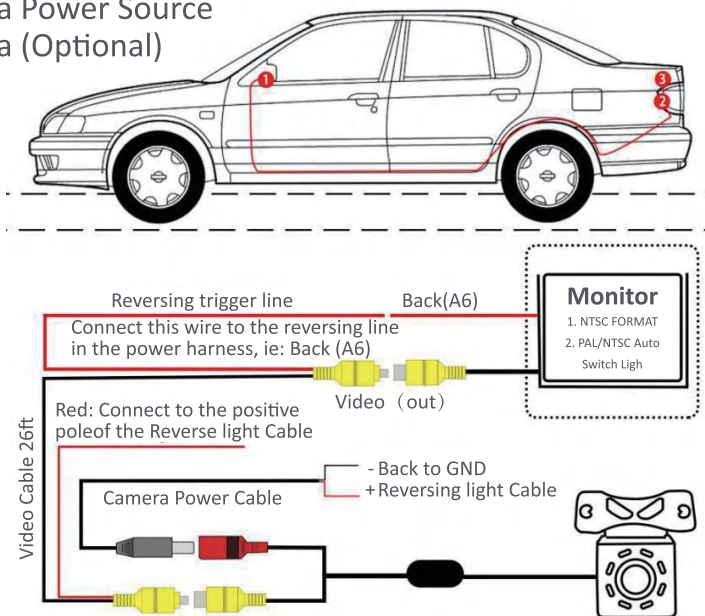 a Power Source
a (Optional)
1
3
2
Reversing trigger line
Back(A6)
Connect this wire to the reversing line
in the power harness, ie: Back (A6)
Monitor
1. NTSC FORMAT
2. PAL/NTSC Auto
Switch Ligh
Video（out）
Red: Connect to the positive
poleof the Reverse light Cable
Video Cable 26ft
- Back to GND
+Reversing light Cable
Camera Power Cable